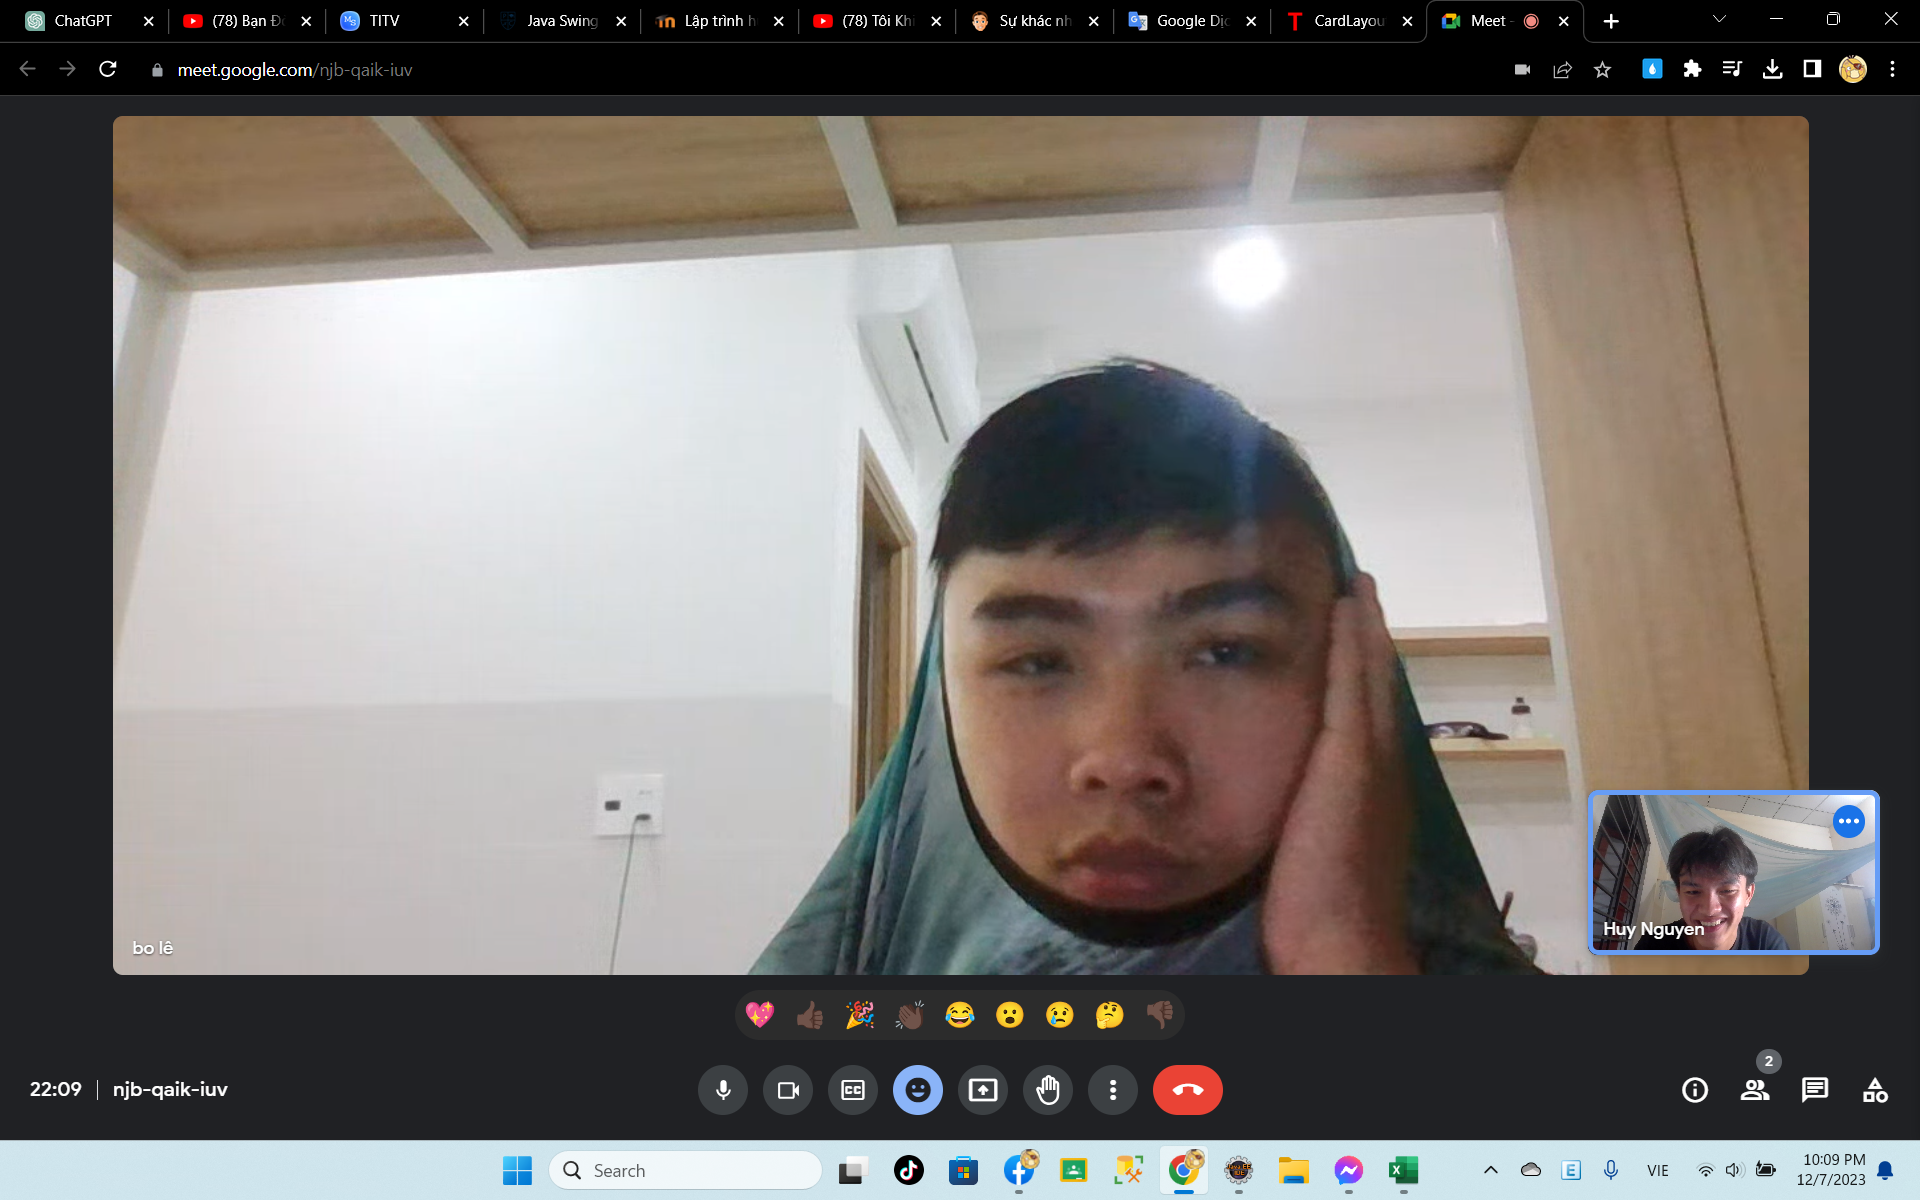 ChatGPT
(78) Bạn Đ
TITV
Java Swing
Lập trình h
(78) Tôi Khi
Sự khác nh
Google Dịc
CardLayou
Meet -
meet.google.com/njb-qaik-iuv
bo lê
Huy Nguyen
22:09 | njb-qaik-iuv
CC
2
Search
VIE
10:09 PM
12/7/2023